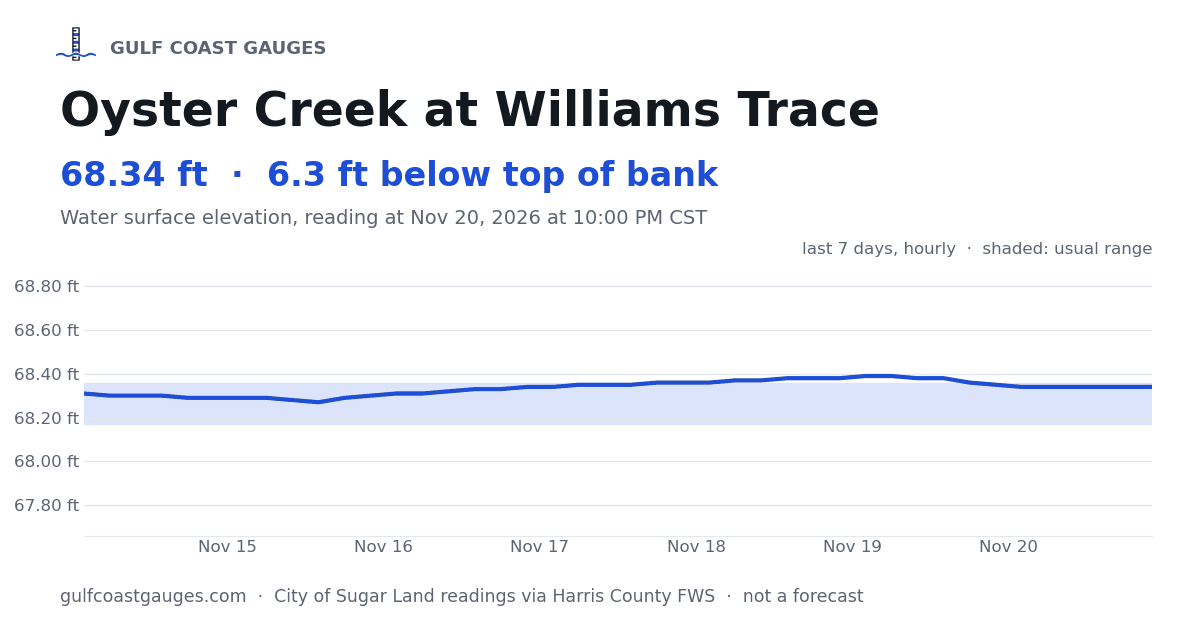 GULF COAST GAUGES
Oyster Creek at Williams Trace
68.34 ft · 6.3 ft below top of bank
Water surface elevation, reading at Nov 20, 2026 at 10:00 PM CST
last 7 days, hourly · shaded: usual range
68.80 ft
68.60 ft
68.40 ft
68.20 ft
68.00 ft
67.80 ft
Nov 15 Nov 16 Nov 17 Nov 18 Nov 19 Nov 20
gulfcoastgauges.com · City of Sugar Land readings via Harris County FWS · not a forecast